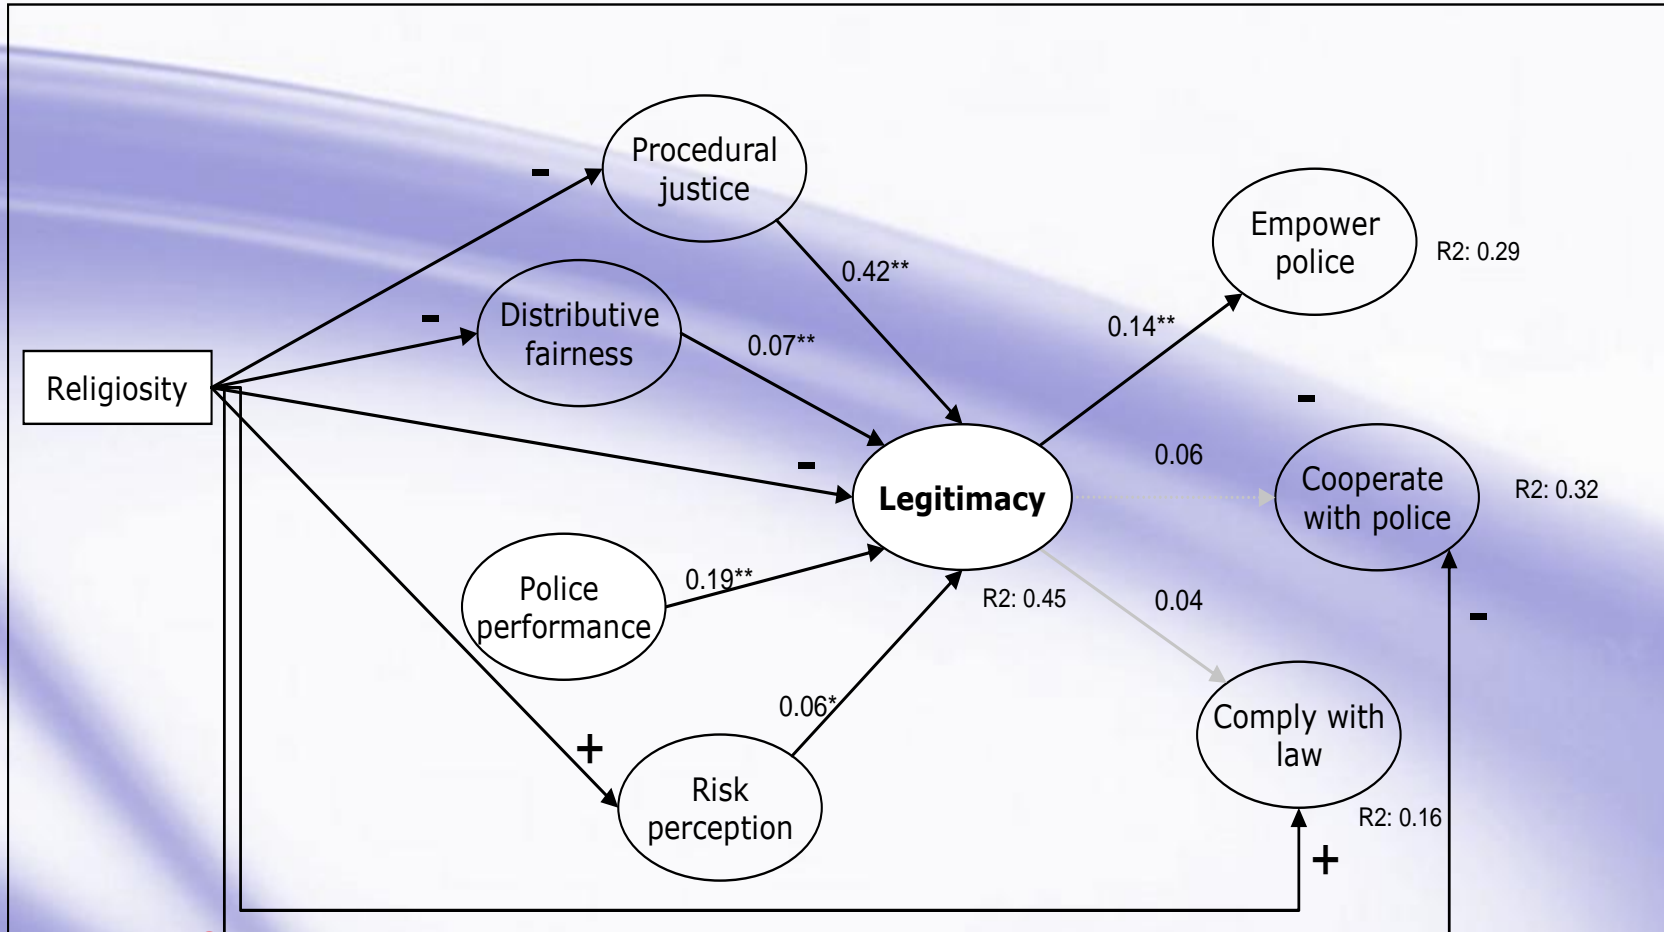 Procedural
justice
-
Empower
police
R2: 0.29
0.42**
Distributive
fairness
-
0.14**
0.07**
Religiosity
-
0.06
Cooperate
with police
R2: 0.32
-
Legitimacy
Police
performance
0.19**
R2: 0.45
0.04
-
0.06*
Comply with
law
+
Risk
perception
R2: 0.16
+